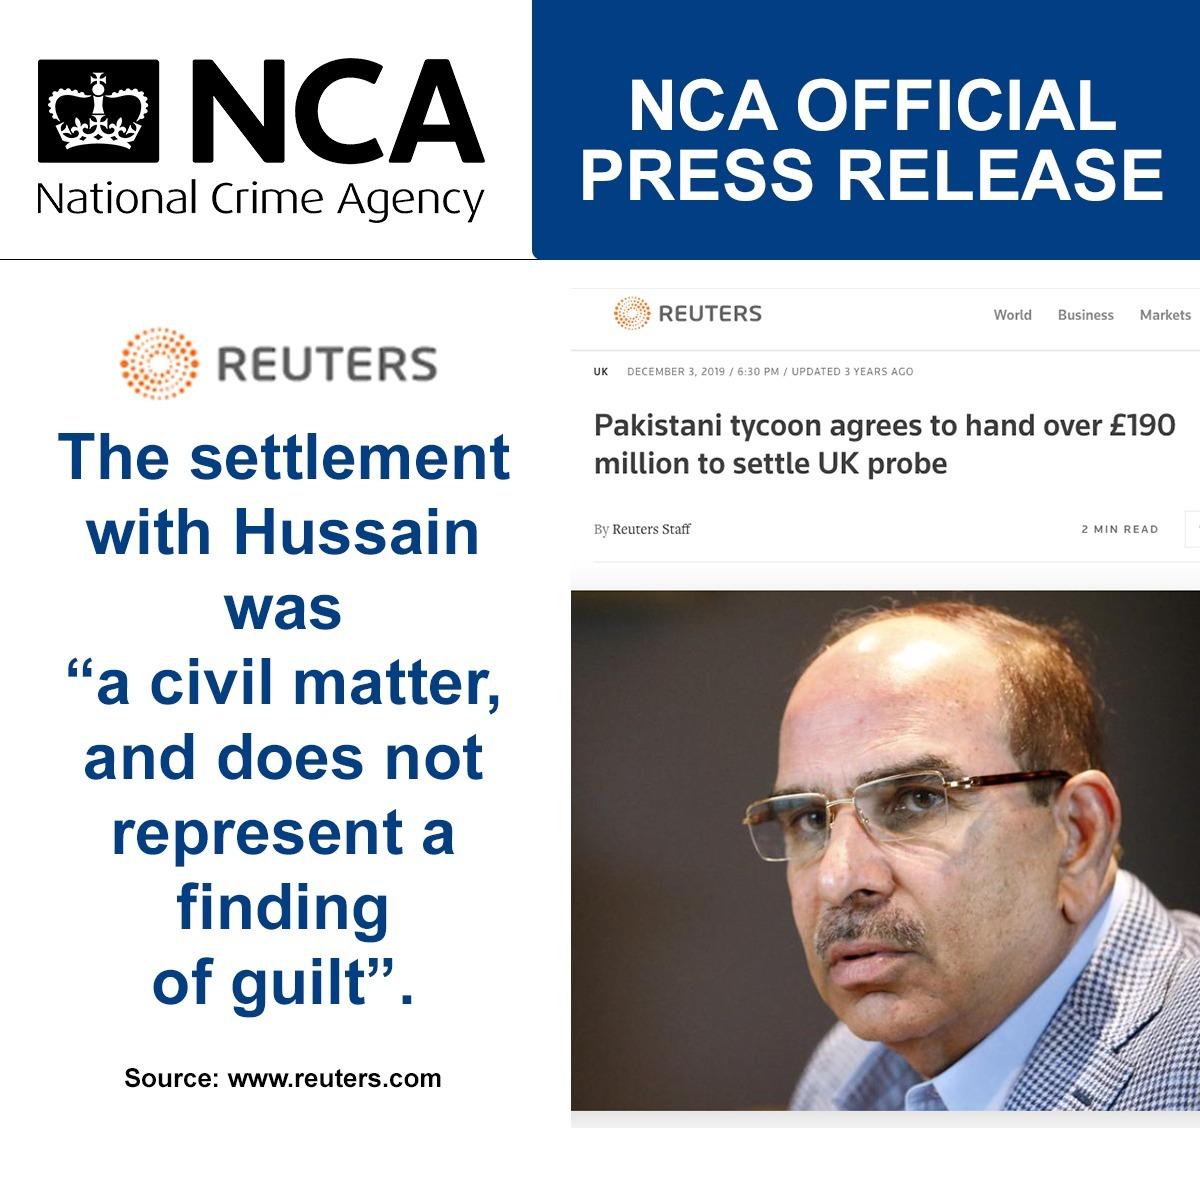 NCA
National Crime Agency
NCA OFFICIAL
PRESS RELEASE
REUTERS
The settlement
with Hussain
was
“a civil matter,
and does not
represent a
finding
of guilt”.
Source: www.reuters.com
REUTERS World Business Markets
UK DECEMBER 3, 2019 / 6:30 PM / UPDATED 3 YEARS AGO
Pakistani tycoon agrees to hand over £190
million to settle UK probe
By Reuters Staff 2 MIN READ